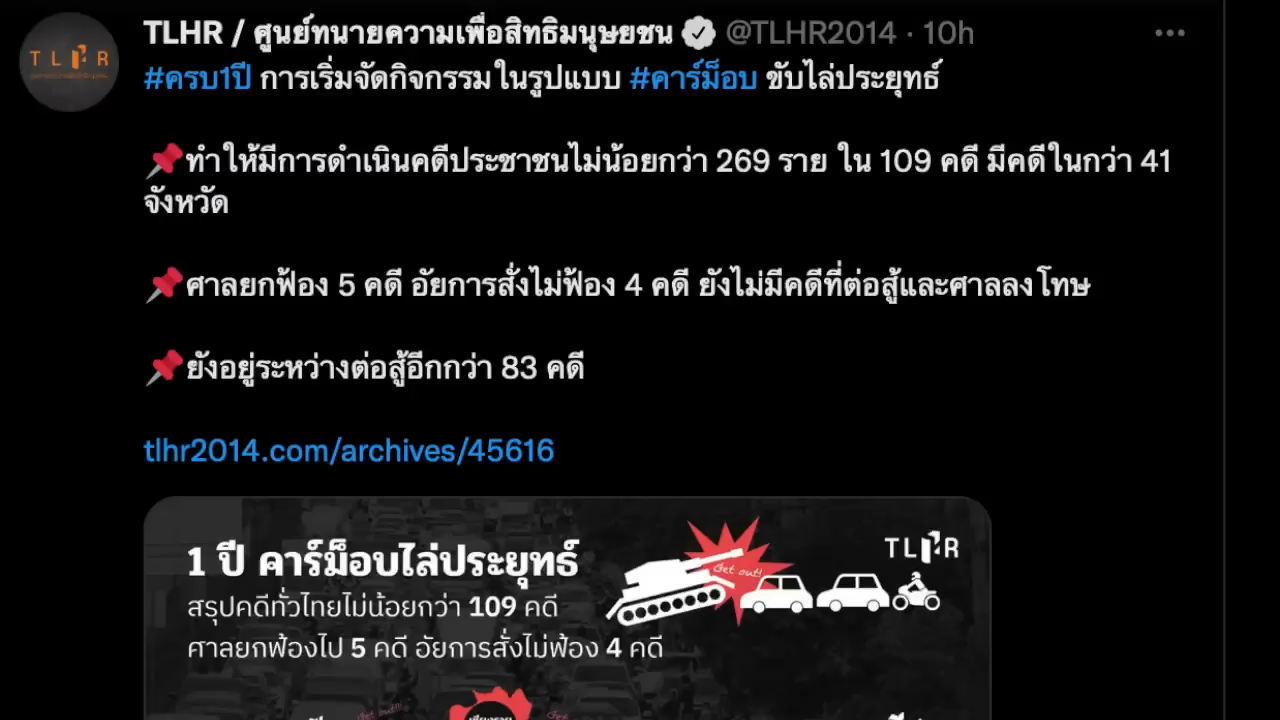 TLHR / ศูนย์ทนายความเพื่อสิทธิมนุษยชน @TLHR2014 · 10h
#ครบ1ปี การเริ่มจัดกิจกรรมในรูปแบบ #คาร์ม็อบ ขับไล่ประยุทธ์
📌ทำให้มีการดำเนินคดีประชาชนไม่น้อยกว่า 269 ราย ใน 109 คดี มีคดีในกว่า 41
จังหวัด
📌ศาลยกฟ้อง 5 คดี อัยการสั่งไม่ฟ้อง 4 คดี ยังไม่มีคดีที่ต่อสู้และศาลลงโทษ
📌ยังอยู่ระหว่างต่อสู้อีกกว่า 83 คดี
tlhr2014.com/archives/45616
1 ปี คาร์ม็อบไล่ประยุทธ์
Get out!
TLHR
สรุปคดีทั่วไทยไม่น้อยกว่า 109 คดี
ศาลยกฟ้องไป 5 คดี อัยการสั่งไม่ฟ้อง 4 คดี
TLHR